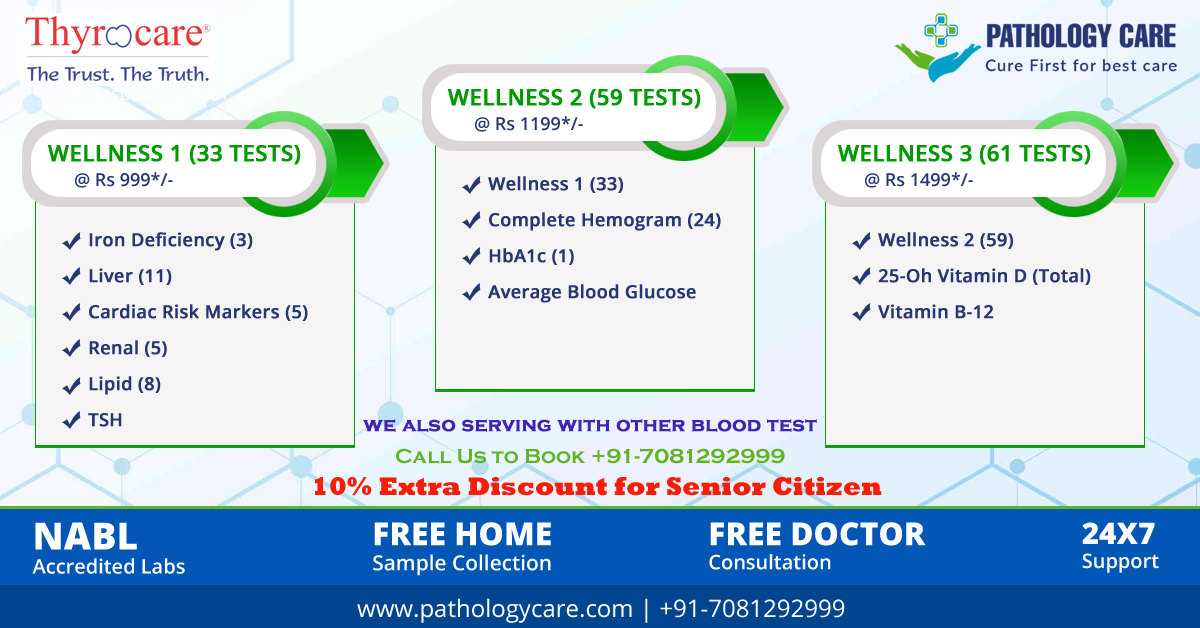 Thyrocare®
The Trust. The Truth.
PATHOLOGY CARE
Cure First for best care
WELLNESS 1 (33 TESTS)
@ Rs 999*/-
Iron Deficiency (3)
Liver (11)
Cardiac Risk Markers (5)
Renal (5)
Lipid (8)
TSH
WELLNESS 2 (59 TESTS)
@ Rs 1199*/-
Wellness 1 (33)
Complete Hemogram (24)
HbA1c (1)
Average Blood Glucose
WELLNESS 3 (61 TESTS)
@ Rs 1499*/-
Wellness 2 (59)
25-Oh Vitamin D (Total)
Vitamin B-12
WE ALSO SERVING WITH OTHER BLOOD TEST
Call Us to Book +91-7081292999
10% Extra Discount for Senior Citizen
NABL
Accredited Labs
FREE HOME
Sample Collection
FREE DOCTOR
Consultation
24X7
Support
www.pathologycare.com | +91-7081292999